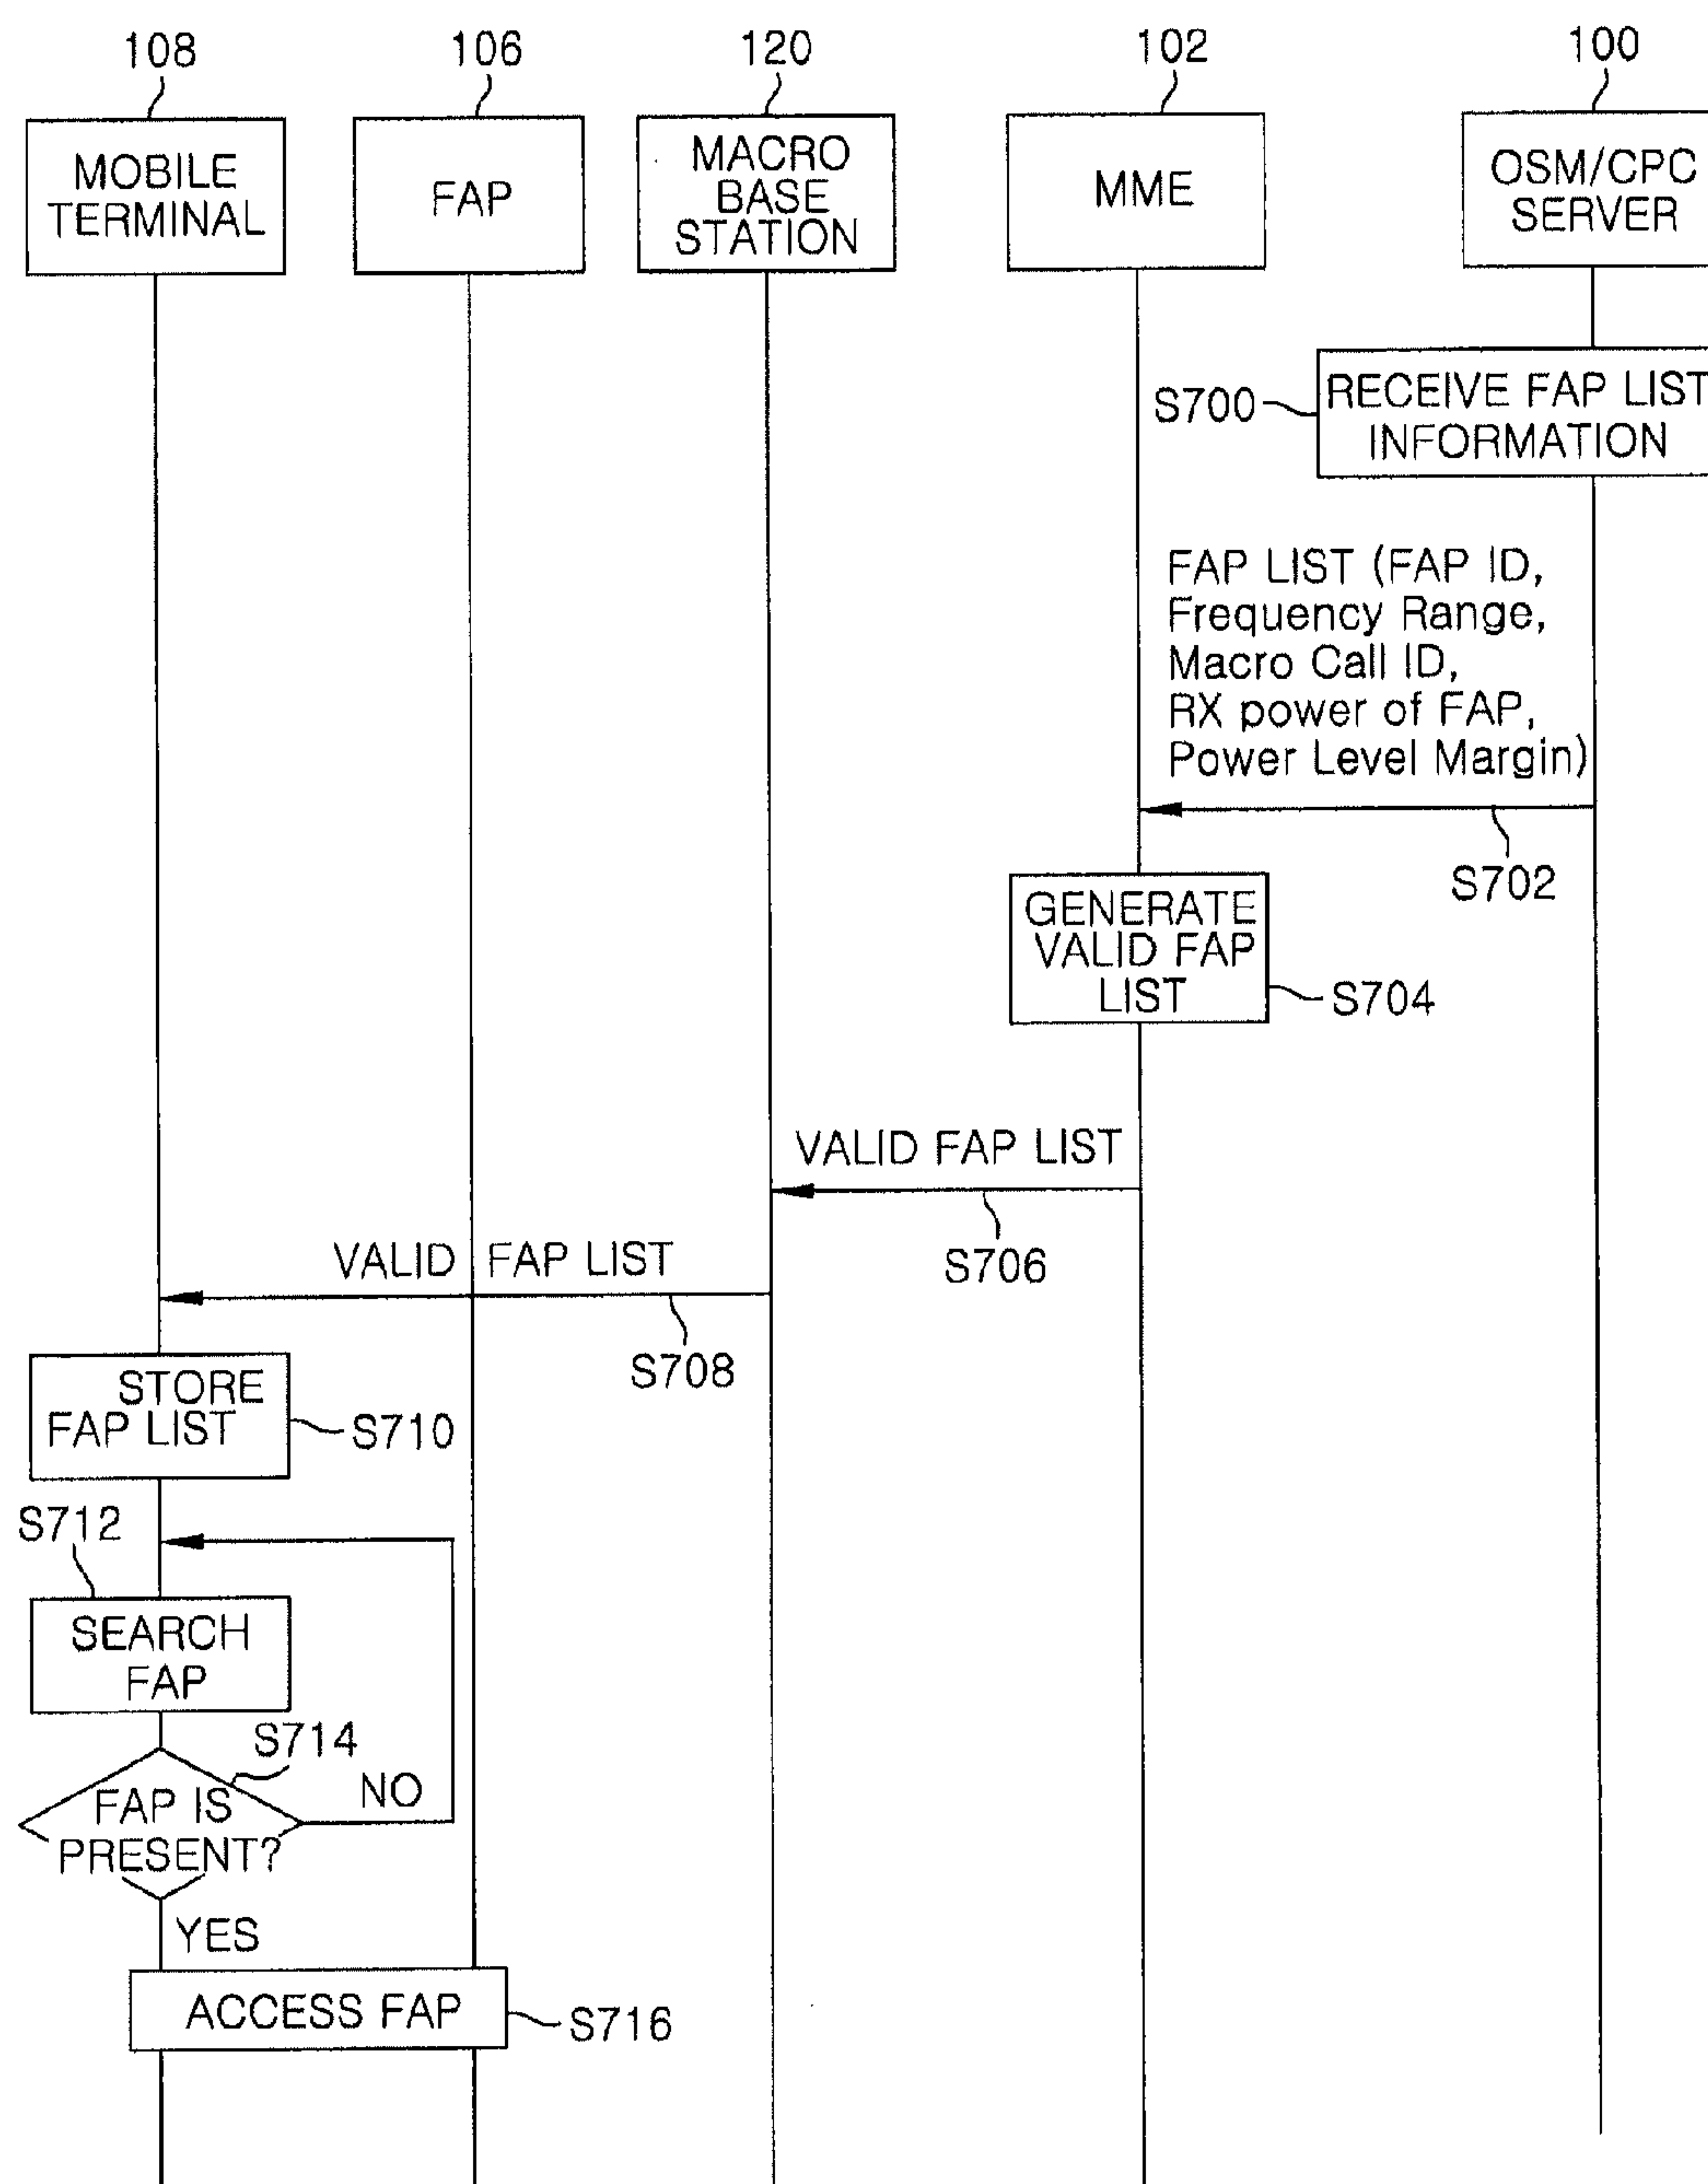 108
106
120
102
100
MOBILE
TERMINAL
FAP
MACRO
BASE
STATION
MME
OSM/CPC
SERVER
S700
RECEIVE FAP LIST
INFORMATION
FAP LIST (FAP ID,
Frequency Range,
Macro Call ID,
RX power of FAP,
Power Level Margin)
S702
GENERATE
VALID FAP
LIST
S704
VALID FAP LIST
S706
VALID FAP LIST
S708
STORE
FAP LIST
S710
S712
SEARCH
FAP
S714
FAP IS
PRESENT?
NO
YES
ACCESS FAP
S716